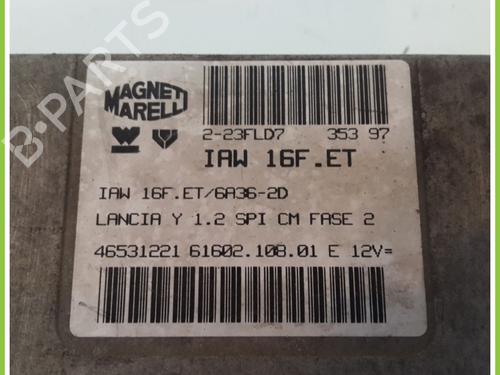 B-PARTS
MAGNETI
MARELLI
2-23FLD7 353 97
IAW 16F.ET
IAW 16F.ET/6A36-2D
LANCIA Y 1.2 SPI CM FASE 2
46531221 61602.108.01 E 12V=